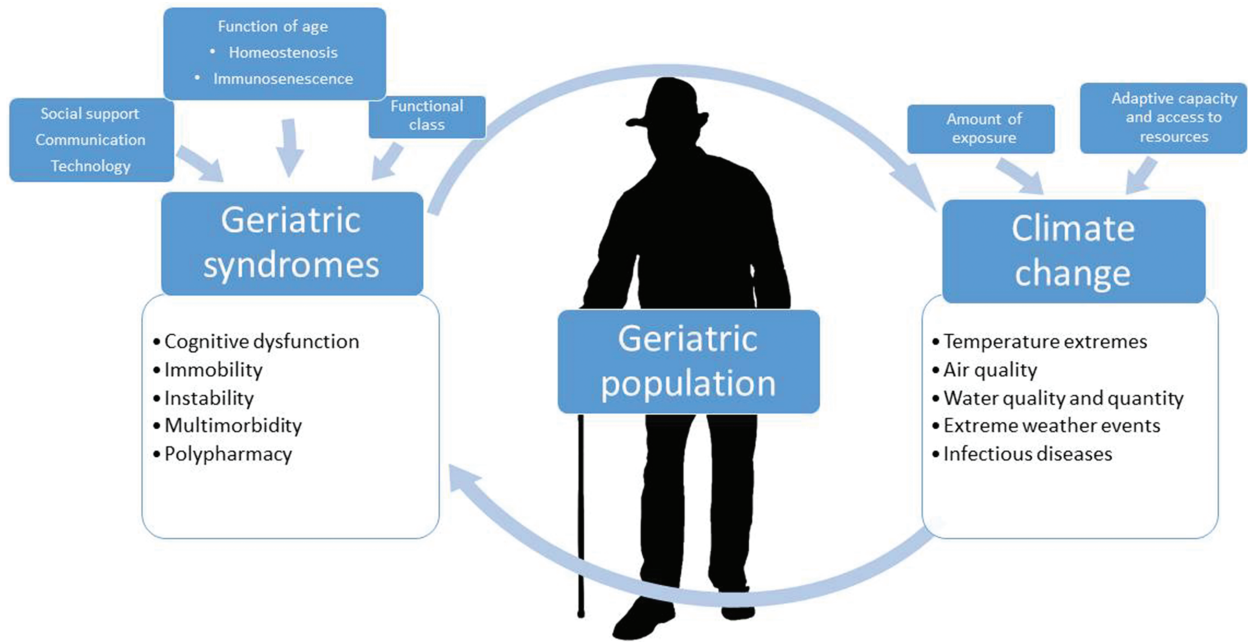 Function of age
• Homeostenosis
• Immunosenescence
Social support
Communication
Technology
Functional
class
Geriatric
syndromes
• Cognitive dysfunction
• Immobility
• Instability
• Multimorbidity
• Polypharmacy
Geriatric
population
Amount of
exposure
Adaptive capacity
and access to
resources
Climate
change
• Temperature extremes
• Air quality
• Water quality and quantity
• Extreme weather events
• Infectious diseases